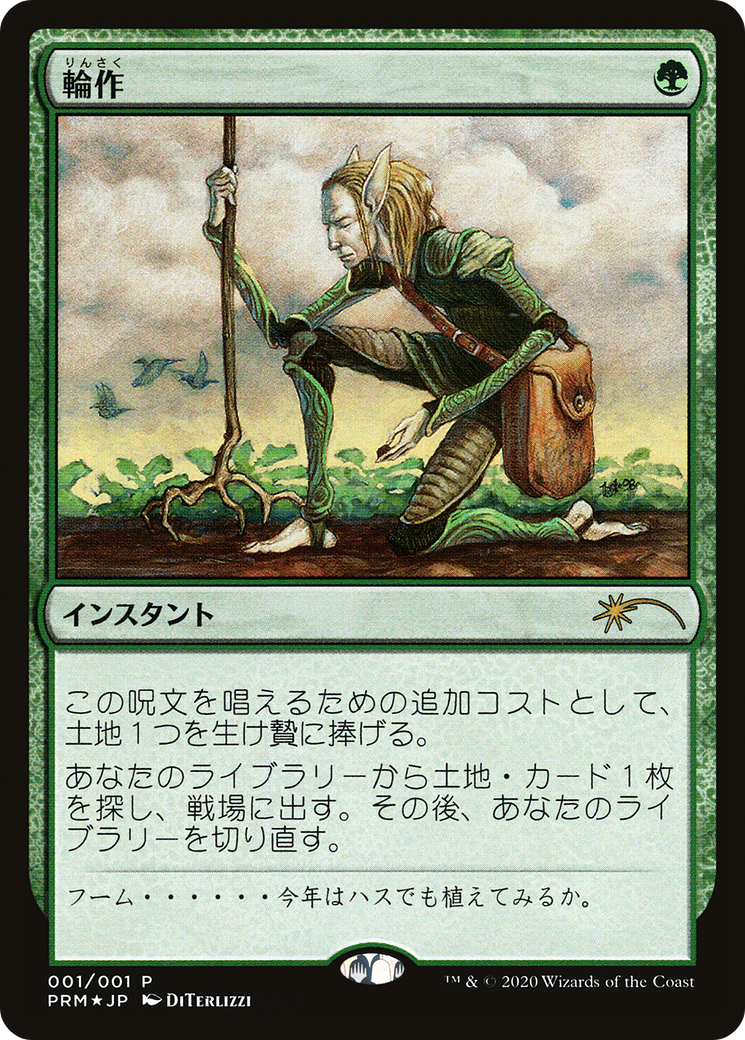 りんさく
輪作
インスタント
この呪文を唱えるための追加コストとして、
土地1つを生け贄に捧げる。
あなたのライブラリーから土地・カード1枚
を探し、戦場に出す。その後、あなたのライ
ブラリーを切り直す。
フーム・・・・・・今年はハスでも植えてみるか。
001/001 P
PRM★JP DiTerlizzi
™ & © 2020 Wizards of the Coast